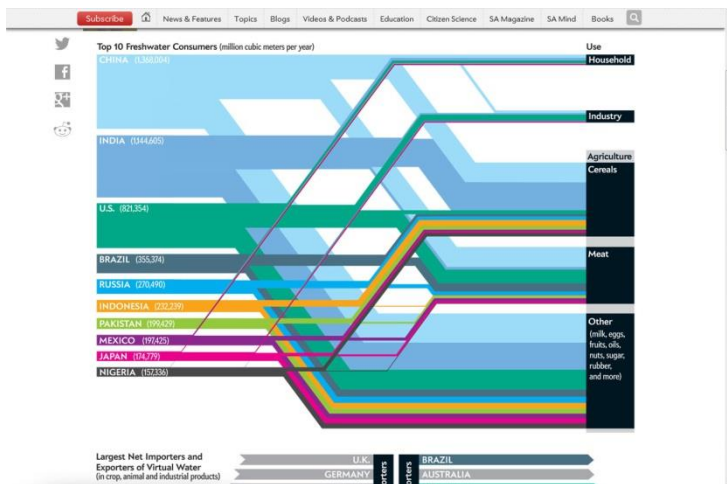 Subscribe News & Features Topics Blogs Videos & Podcasts Education Citizen Science SA Magazine SA Mind Books
Top 10 Freshwater Consumers (million cubic meters per year)
Use
CHINA (1,368,004)
Household
Industry
INDIA (1,144,605)
Agriculture
Cereals
U.S. (821,354)
BRAZIL (355,374)
Meat
RUSSIA (270,490)
INDONESIA (232,239)
PAKISTAN (199,429)
MEXICO (197,425)
JAPAN (174,779)
NIGERIA (157,336)
Other
(milk, eggs,
fruits, oils,
nuts, sugar,
rubber,
and more)
Largest Net Importers and
Exporters of Virtual Water
(in crop, animal and industrial products)
U.K.
BRAZIL
GERMANY
AUSTRALIA